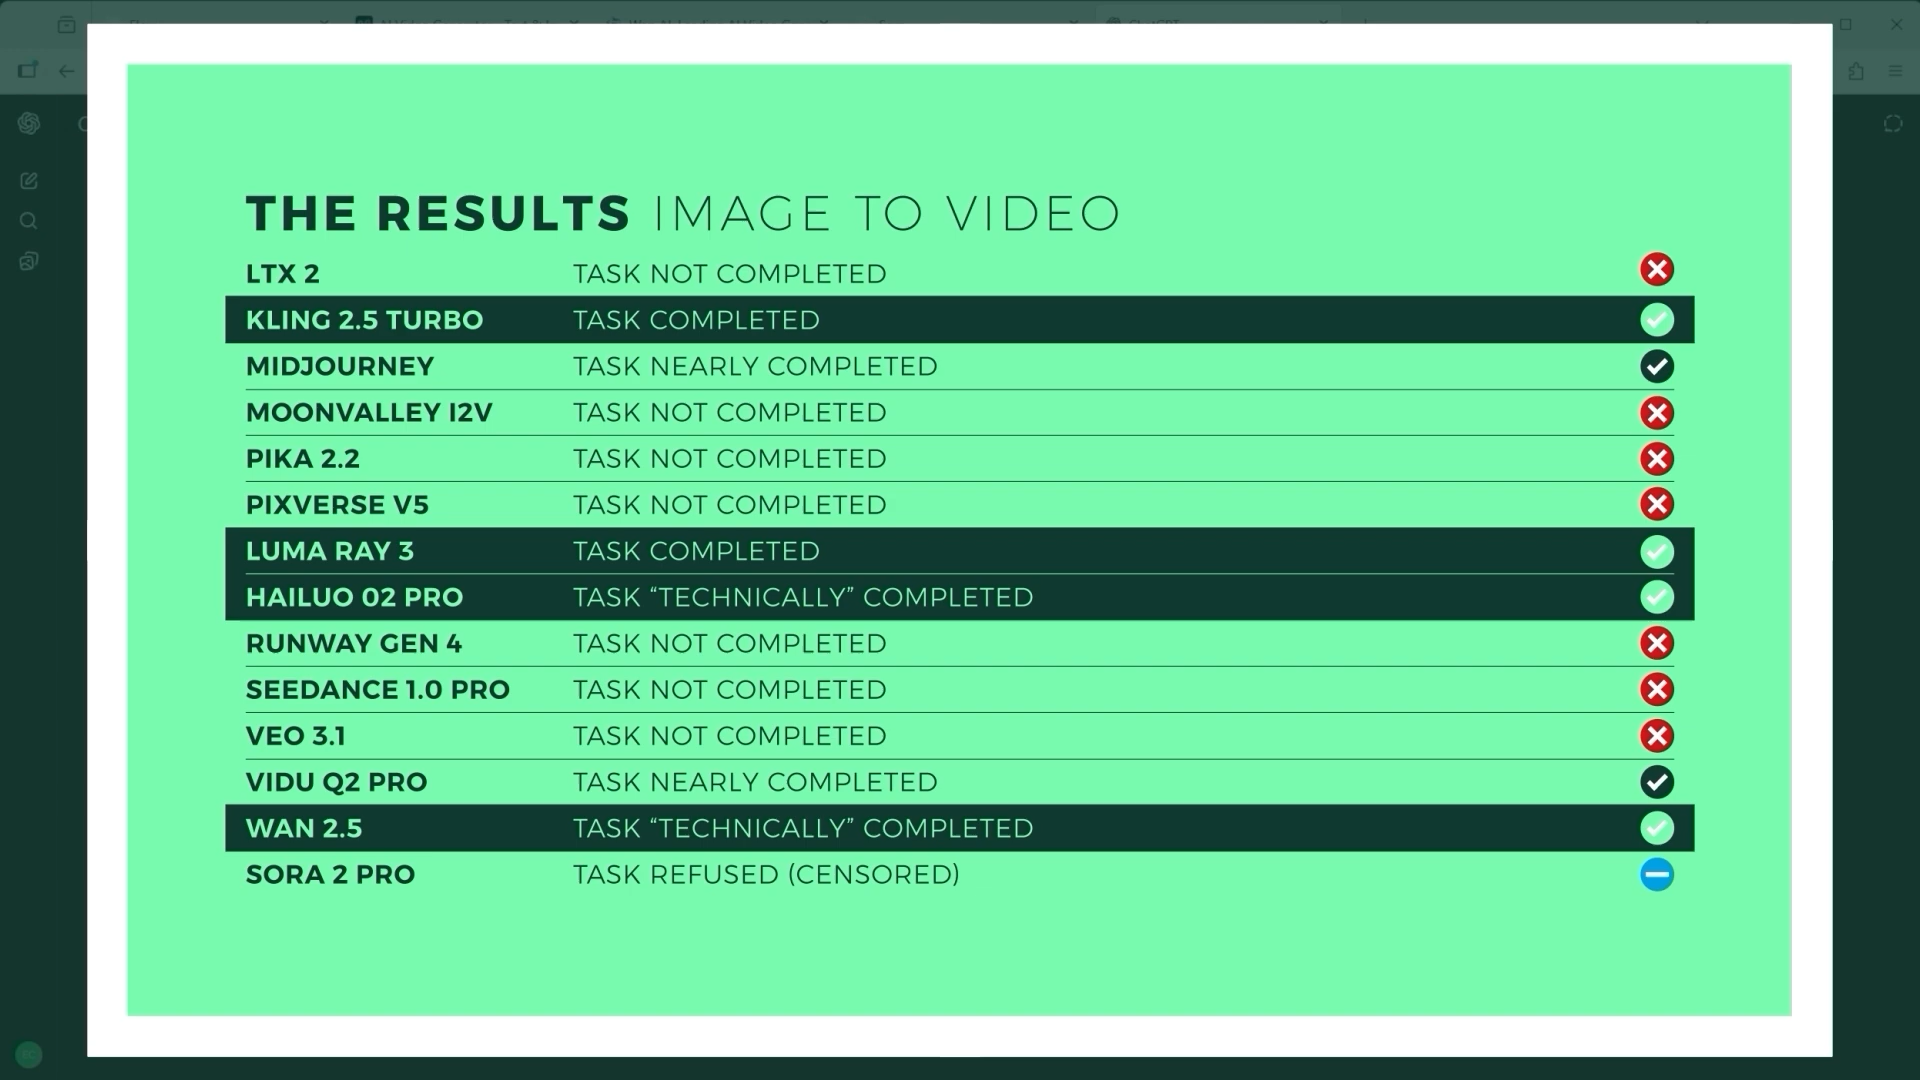 THE RESULTS IMAGE TO VIDEO
LTX 2 TASK NOT COMPLETED
KLING 2.5 TURBO TASK COMPLETED
MIDJOURNEY TASK NEARLY COMPLETED
MOONVALLEY I2V TASK NOT COMPLETED
PIKA 2.2 TASK NOT COMPLETED
PIXVERSE V5 TASK NOT COMPLETED
LUMA RAY 3 TASK COMPLETED
HAILUO 02 PRO TASK “TECHNICALLY” COMPLETED
RUNWAY GEN 4 TASK NOT COMPLETED
SEEDANCE 1.0 PRO TASK NOT COMPLETED
VEO 3.1 TASK NOT COMPLETED
VIDU Q2 PRO TASK NEARLY COMPLETED
WAN 2.5 TASK “TECHNICALLY” COMPLETED
SORA 2 PRO TASK REFUSED (CENSORED)